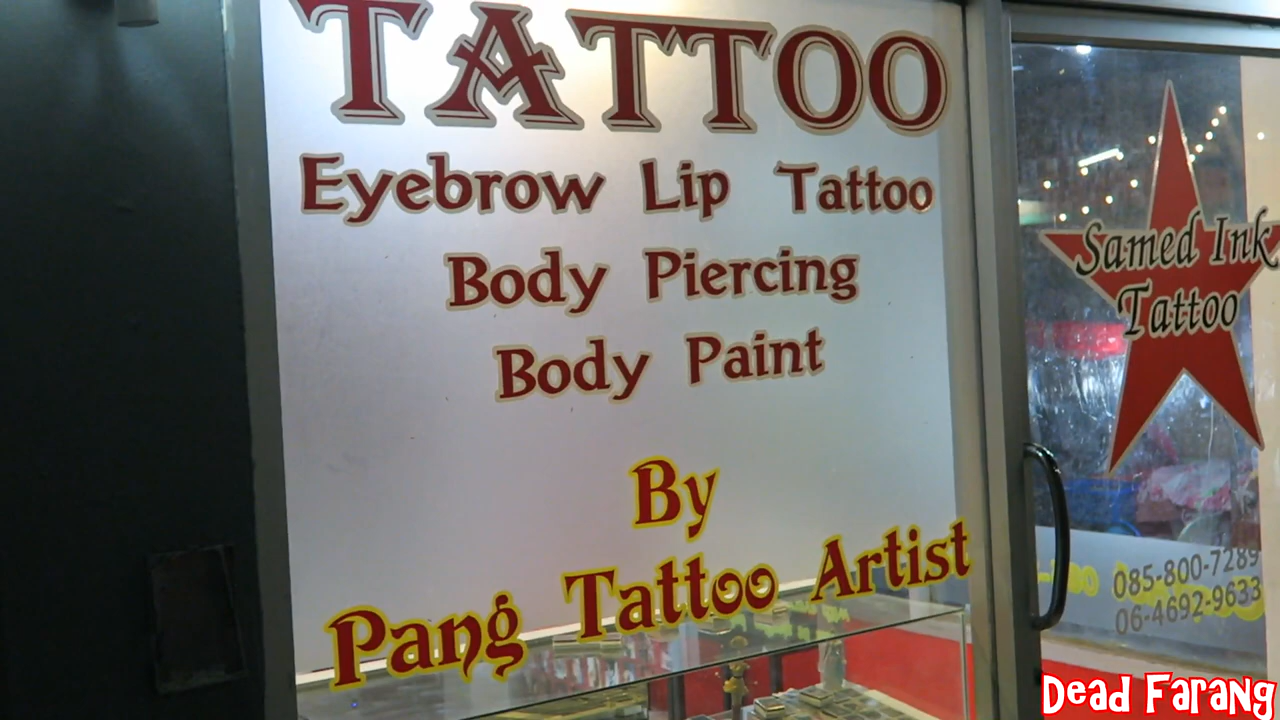 TATTOO
Eyebrow Lip Tattoo
Body Piercing
Body Paint
By
Pang Tattoo Artist
Samed Ink
Tattoo
085-800-7289
06-4692-9633
Dead Farang